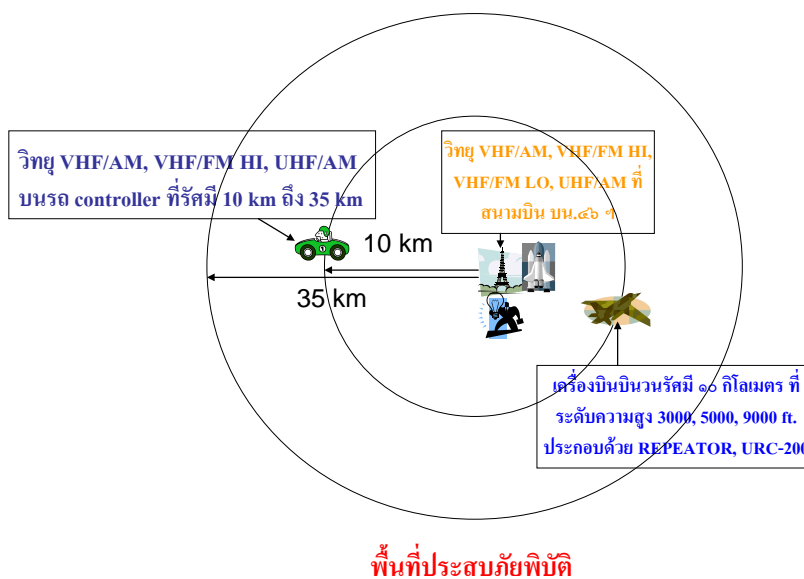 วิทยุ VHF/AM, VHF/FM HI, UHF/AM
บนรถ controller ที่รัศมี 10 km ถึง 35 km
วิทยุ VHF/AM, VHF/FM HI,
VHF/FM LO, UHF/AM ที่
สนามบิน บน.๔๖ ฯ
10 km
35 km
เครื่องบินบินวนรัศมี ๑๐ กิโลเมตร ที่
ระดับความสูง 3000, 5000, 9000 ft.
ประกอบด้วย REPEATOR, URC-200
พื้นที่ประสบภัยพิบัติ